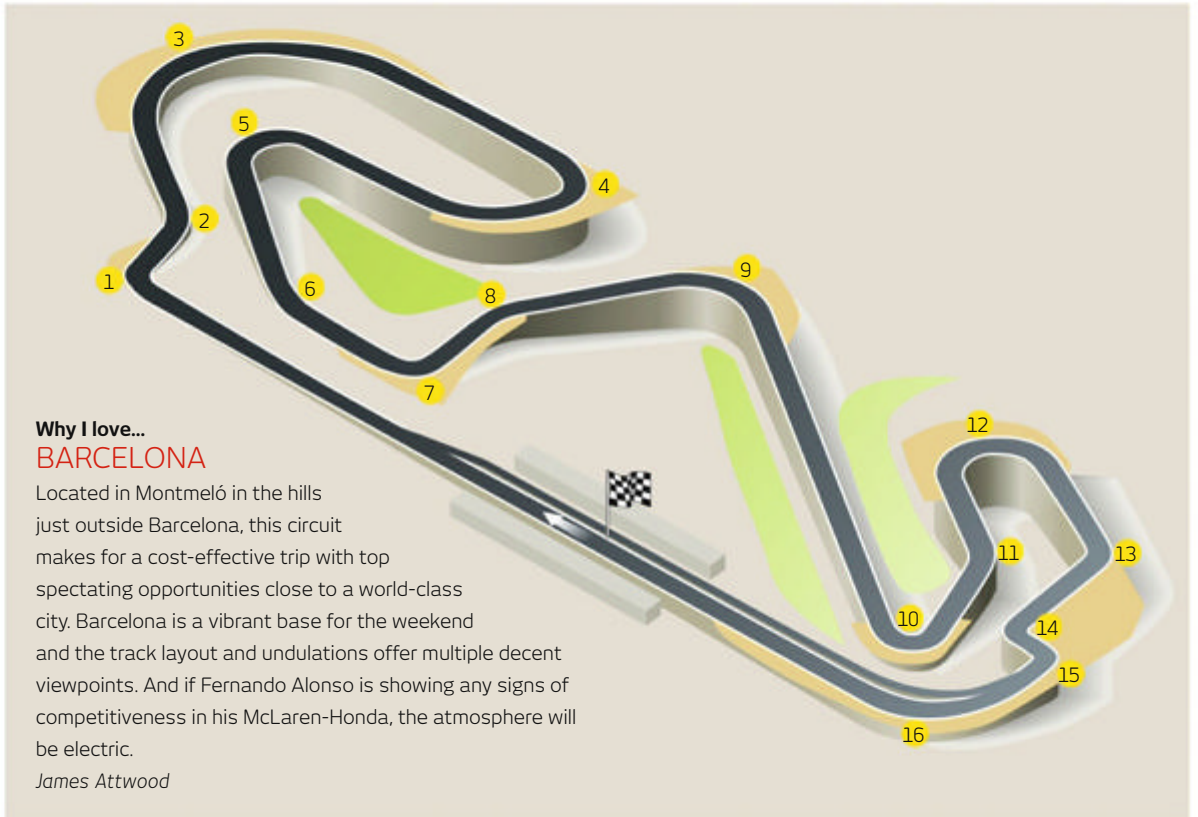 3
5
4
2
1
6
8
9
7
Why I love...
BARCELONA
Located in Montmeló in the hills
just outside Barcelona, this circuit
makes for a cost-effective trip with top
spectating opportunities close to a world-class
city. Barcelona is a vibrant base for the weekend
and the track layout and undulations offer multiple decent
viewpoints. And if Fernando Alonso is showing any signs of
competitiveness in his McLaren-Honda, the atmosphere will
be electric.
James Attwood
12
11
13
10
14
15
16